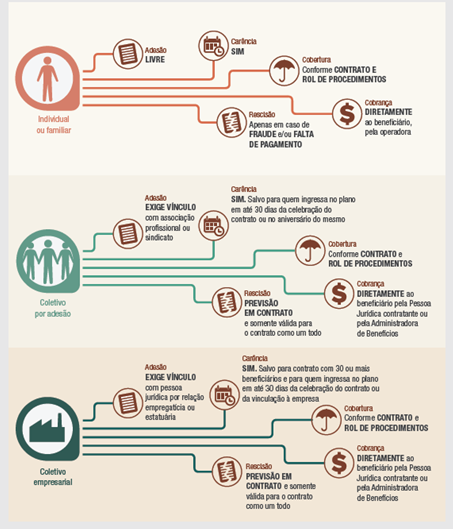 Adesão
LIVRE
Carência
SIM
Cobertura
Conforme CONTRATO E
ROL DE PROCEDIMENTOS
Individual
ou familiar
Rescisão
Apenas em caso de
FRAUDE e/ou FALTA
DE PAGAMENTO
Cobrança
DIRETAMENTE
ao beneficiário,
pela operadora
Adesão
EXIGE VÍNCULO
com associação
profissional ou
sindicato
Carência
SIM. Salvo para quem ingressa no plano
em até 30 dias da celebração do
contrato ou no aniversário do mesmo
Cobertura
Conforme CONTRATO e
ROL DE PROCEDIMENTOS
Coletivo
por adesão
Rescisão
PREVISÃO
EM CONTRATO
e somente válida para
o contrato como um todo
Cobrança
DIRETAMENTE ao
beneficiário pela Pessoa
Jurídica contratante ou
pela Administradora
de Benefícios
Adesão
EXIGE VÍNCULO
com pessoa
jurídica por relação
empregatícia ou
estatuária
Carência
SIM. Salvo para contrato com 30 ou mais
beneficiários e para quem ingressa no plano
em até 30 dias da celebração do contrato ou
da vinculação à empresa
Cobertura
Conforme CONTRATO e
ROL DE PROCEDIMENTOS
Coletivo
empresarial
Rescisão
PREVISÃO EM
CONTRATO e somente
válida para o contrato
como um todo
Cobrança
DIRETAMENTE ao
beneficiário pela Pessoa
Jurídica contratante ou
pela Administradora
de Benefícios